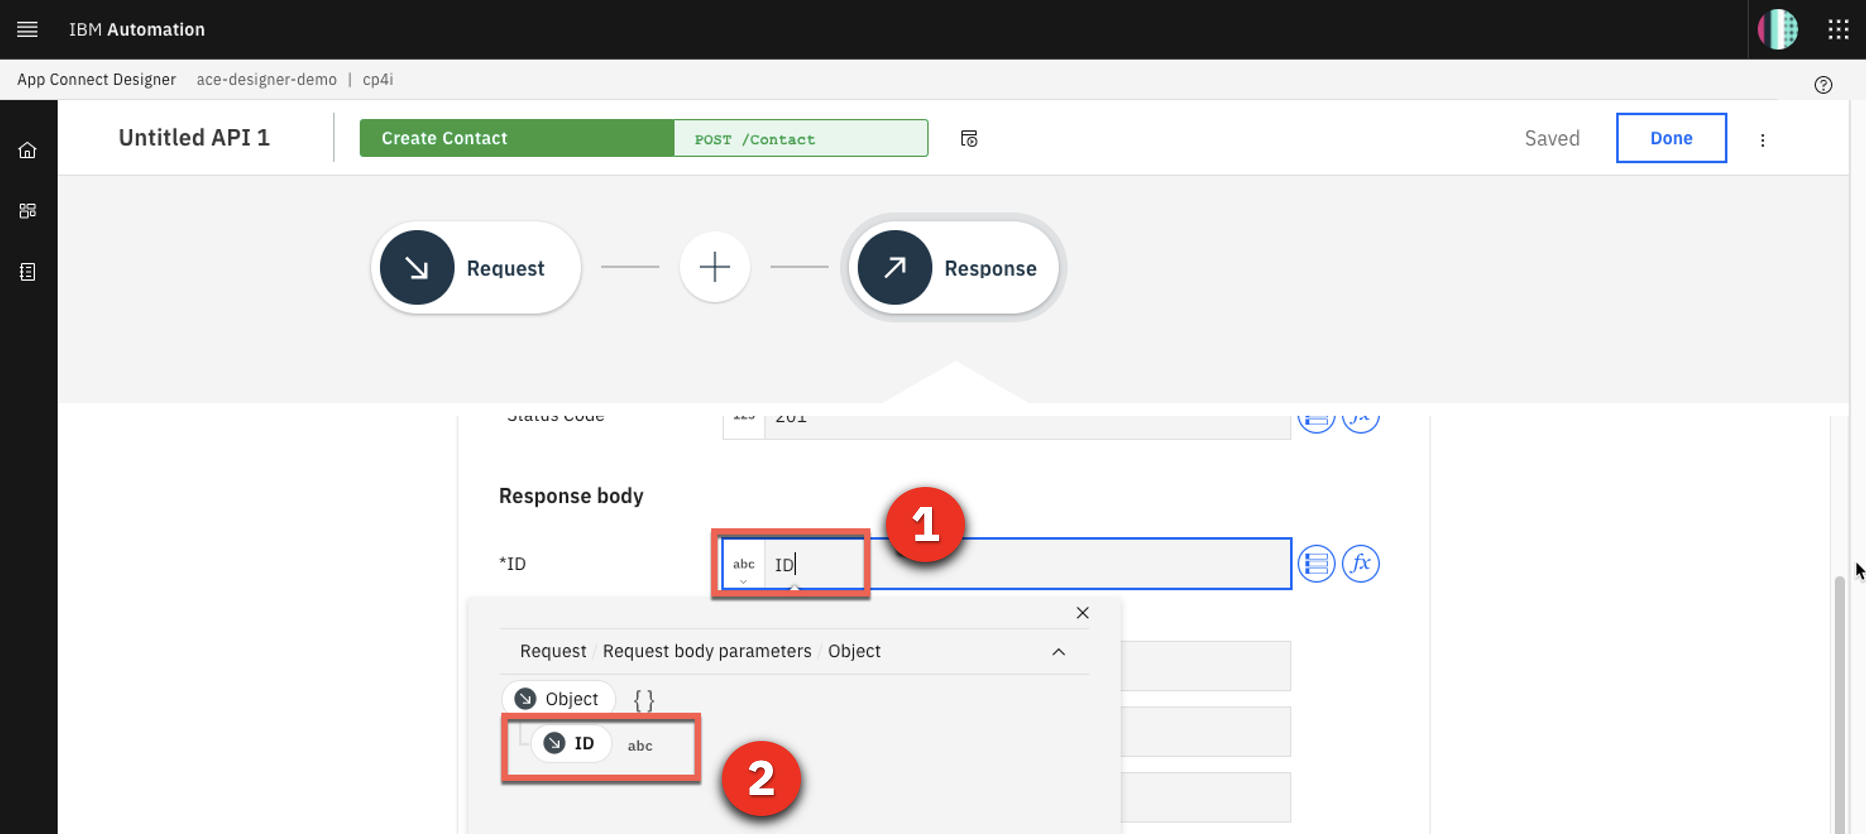 IBM Automation
App Connect Designer ace-designer-demo | cp4i
Untitled API 1
Create Contact
POST /Contact
Saved
Done
Request
Response
Status Code
123
201
Response body
1
*ID
abc
ID
fx
Request / Request body parameters / Object
Object { }
ID abc
2